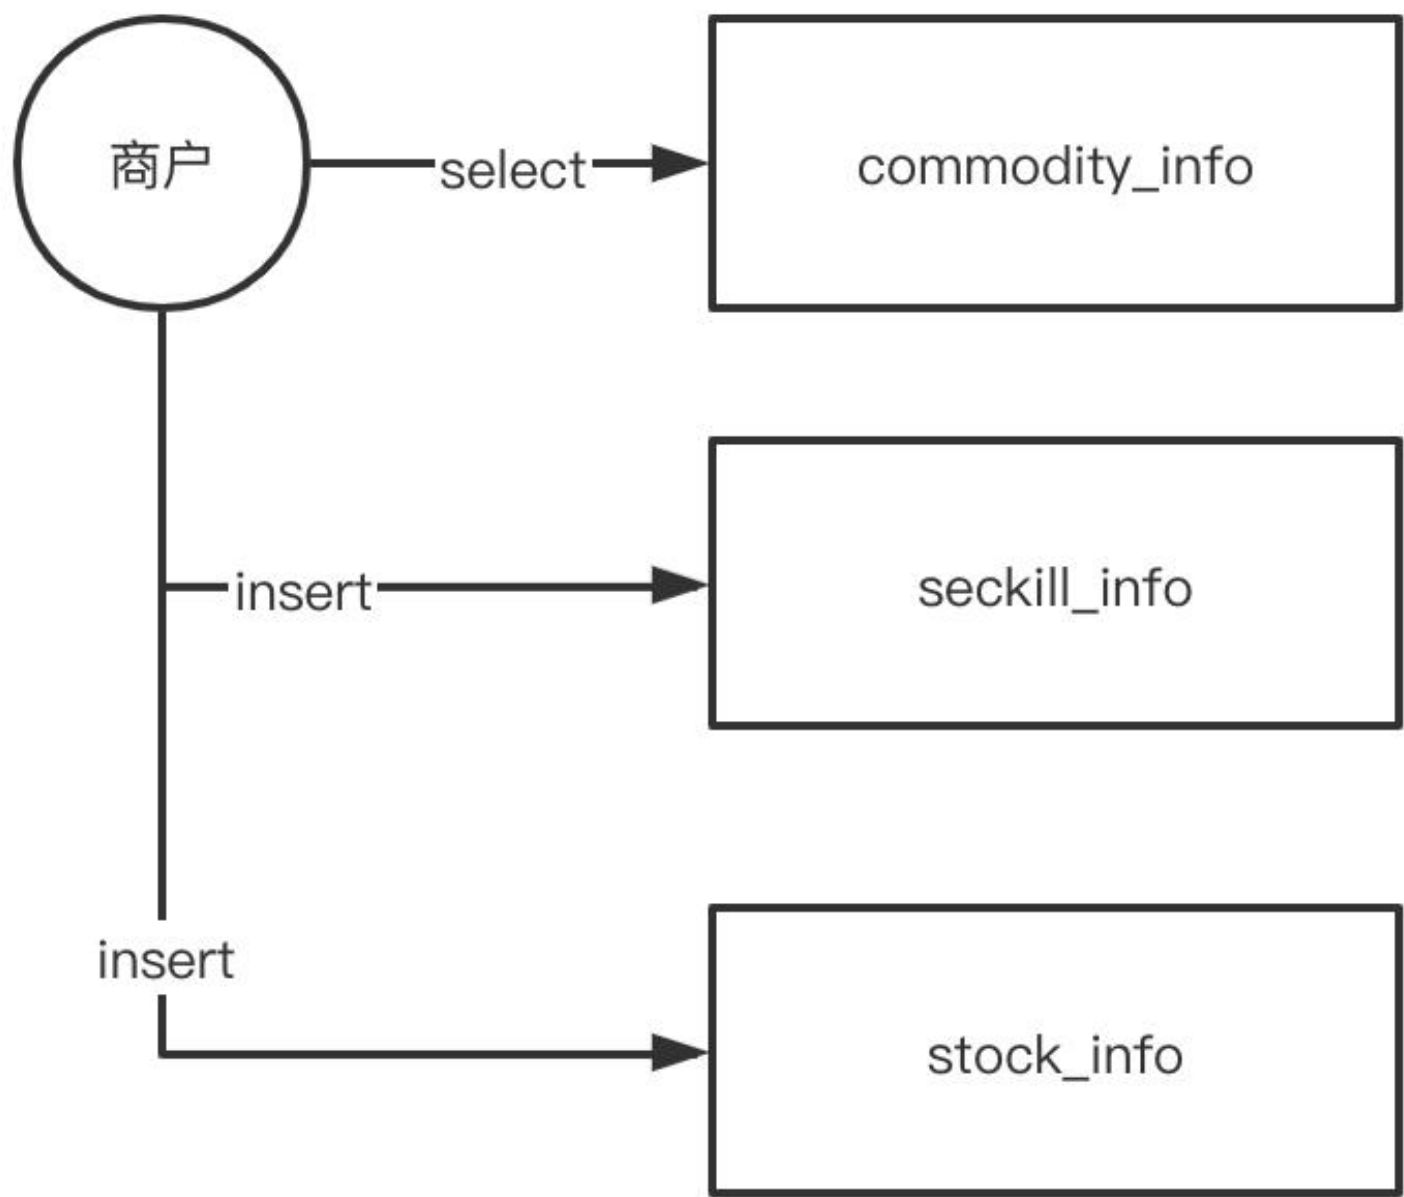 商户
select
commodity_info
insert
seckill_info
insert
stock_info